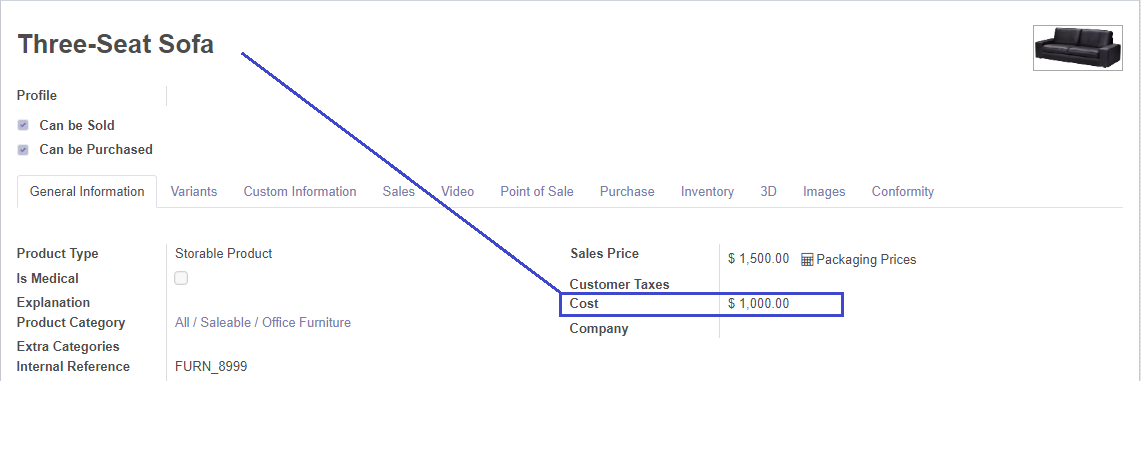 Three-Seat Sofa
Profile
Can be Sold
Can be Purchased
General Information Variants Custom Information Sales Video Point of Sale Purchase Inventory 3D Images Conformity
Product Type Storable Product
Is Medical
Explanation
Product Category All / Saleable / Office Furniture
Extra Categories
Internal Reference FURN_8999
Sales Price $ 1,500.00 Packaging Prices
Customer Taxes
Cost $ 1,000.00
Company